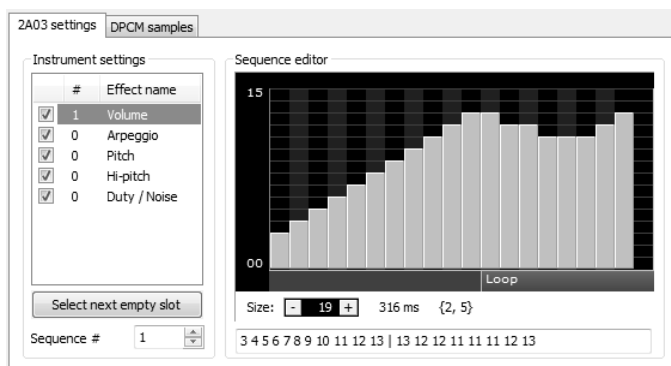 2A03 settings
DPCM samples
Instrument settings
# Effect name
1 Volume
0 Arpeggio
0 Pitch
0 Hi-pitch
0 Duty / Noise
Select next empty slot
Sequence # 1
Sequence editor
15
00
Loop
Size: - 19 + 316 ms {2, 5}
3 4 5 6 7 8 9 10 11 12 13 | 13 12 12 11 11 11 12 13